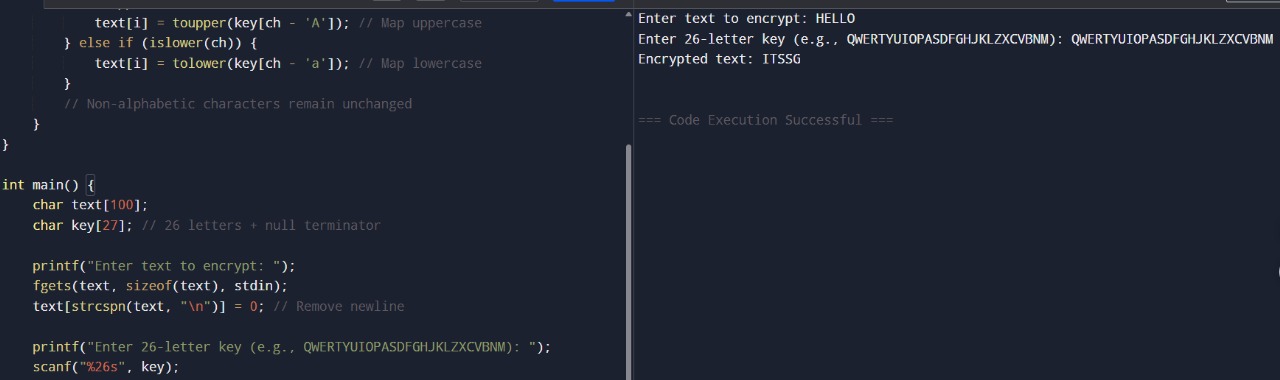 text[i] = toupper(key[ch - 'A']); // Map uppercase
} else if (islower(ch)) {
text[i] = tolower(key[ch - 'a']); // Map lowercase
}
// Non-alphabetic characters remain unchanged
}
}
int main() {
char text[100];
char key[27]; // 26 letters + null terminator
printf("Enter text to encrypt: ");
fgets(text, sizeof(text), stdin);
text[strcspn(text, "\n")] = 0; // Remove newline
printf("Enter 26-letter key (e.g., QWERTYUIOPASDFGHJKLZXCVBNM): ");
scanf("%26s", key);
Enter text to encrypt: HELLO
Enter 26-letter key (e.g., QWERTYUIOPASDFGHJKLZXCVBNM): QWERTYUIOPASDFGHJKLZXCVBNM
Encrypted text: ITSSG
=== Code Execution Successful ===